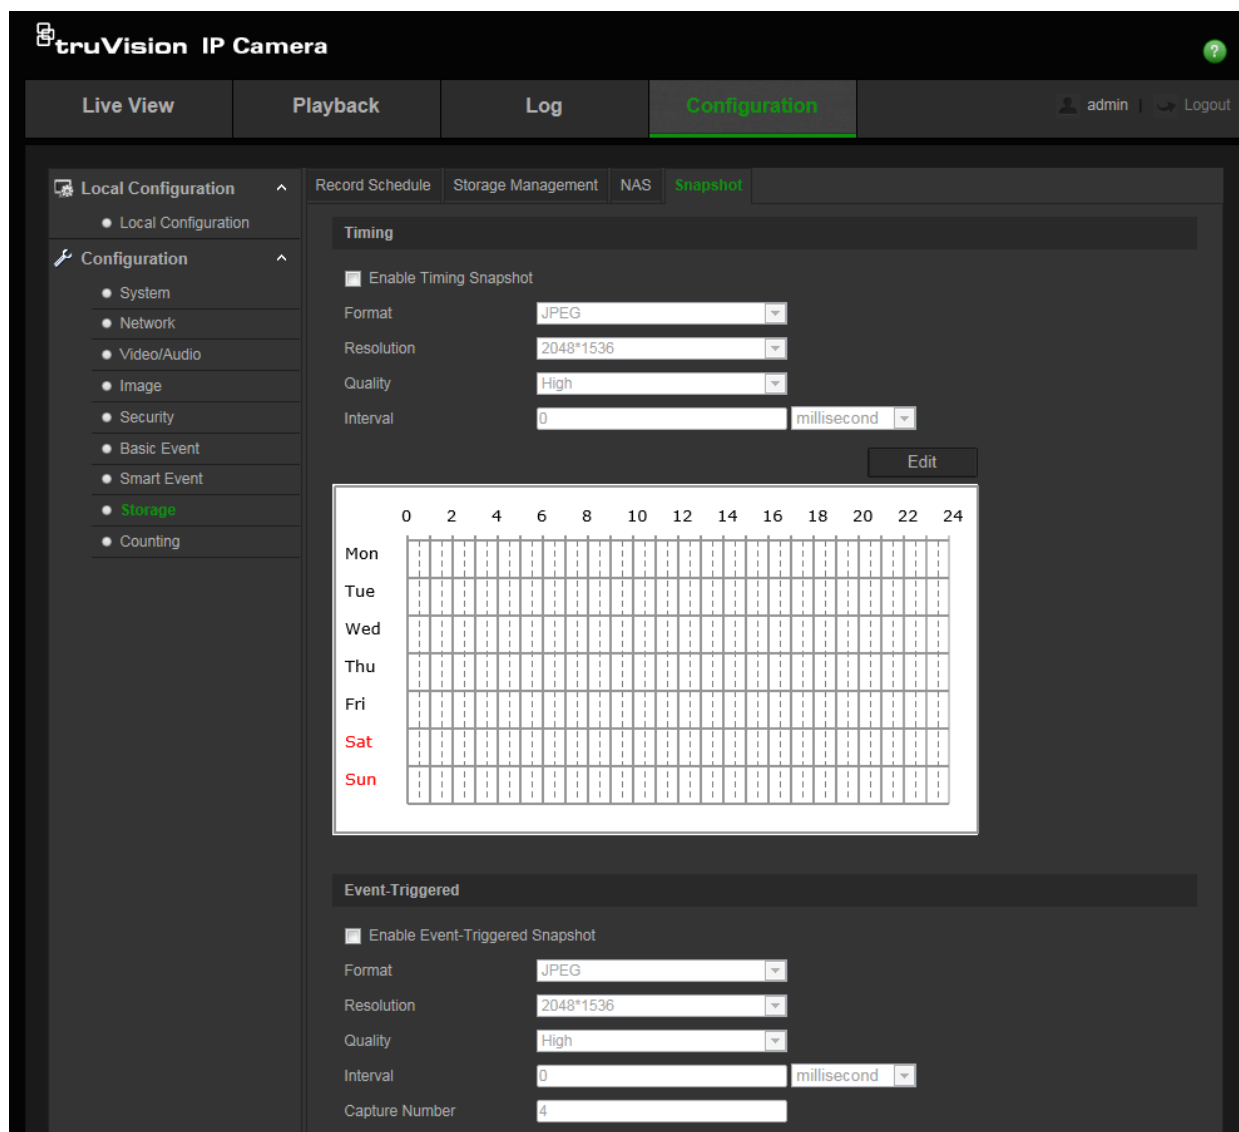 truVision IP Camera
?
Live View Playback Log Configuration admin | Logout
Local Configuration
Local Configuration
Configuration
System
Network
Video/Audio
Image
Security
Basic Event
Smart Event
Storage
Counting
Record Schedule Storage Management NAS Snapshot
Timing
Enable Timing Snapshot
Format JPEG
Resolution 2048*1536
Quality High
Interval 0 millisecond
Edit
0 2 4 6 8 10 12 14 16 18 20 22 24
Mon
Tue
Wed
Thu
Fri
Sat
Sun
Event-Triggered
Enable Event-Triggered Snapshot
Format JPEG
Resolution 2048*1536
Quality High
Interval 0 millisecond
Capture Number 4